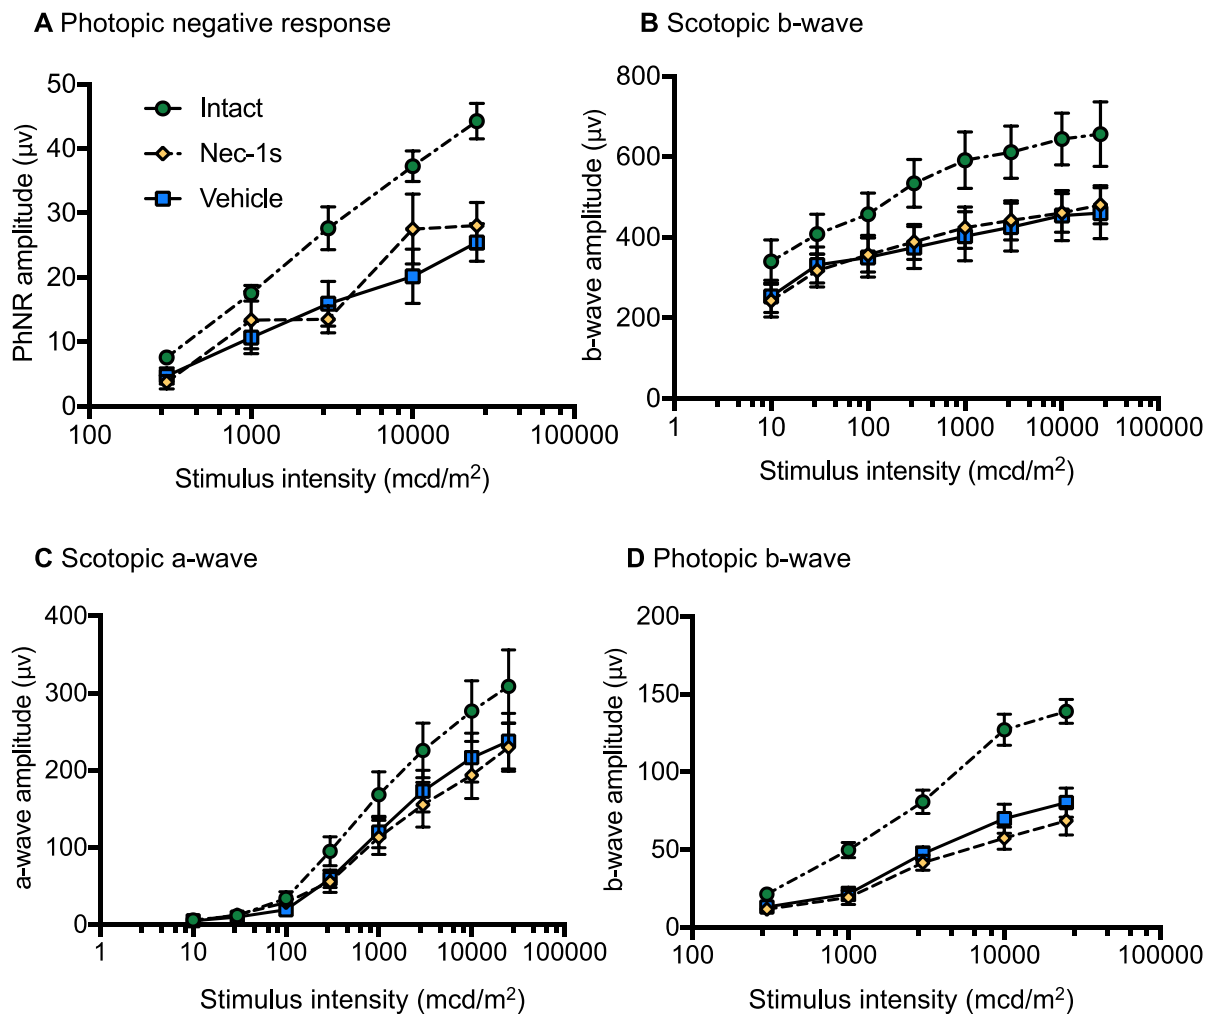 A Photopic negative response
50
40
30
20
10
0
PhNR amplitude (μv)
Intact
Nec-1s
Vehicle
100
1000
10000
100000
Stimulus intensity (mcd/m²)
B Scotopic b-wave
800
600
400
200
0
b-wave amplitude (μv)
1
10
100
1000
10000
100000
Stimulus intensity (mcd/m²)
C Scotopic a-wave
400
300
200
100
0
a-wave amplitude (μv)
1
10
100
1000
10000
100000
Stimulus intensity (mcd/m²)
D Photopic b-wave
200
150
100
50
0
b-wave amplitude (μv)
100
1000
10000
100000
Stimulus intensity (mcd/m²)